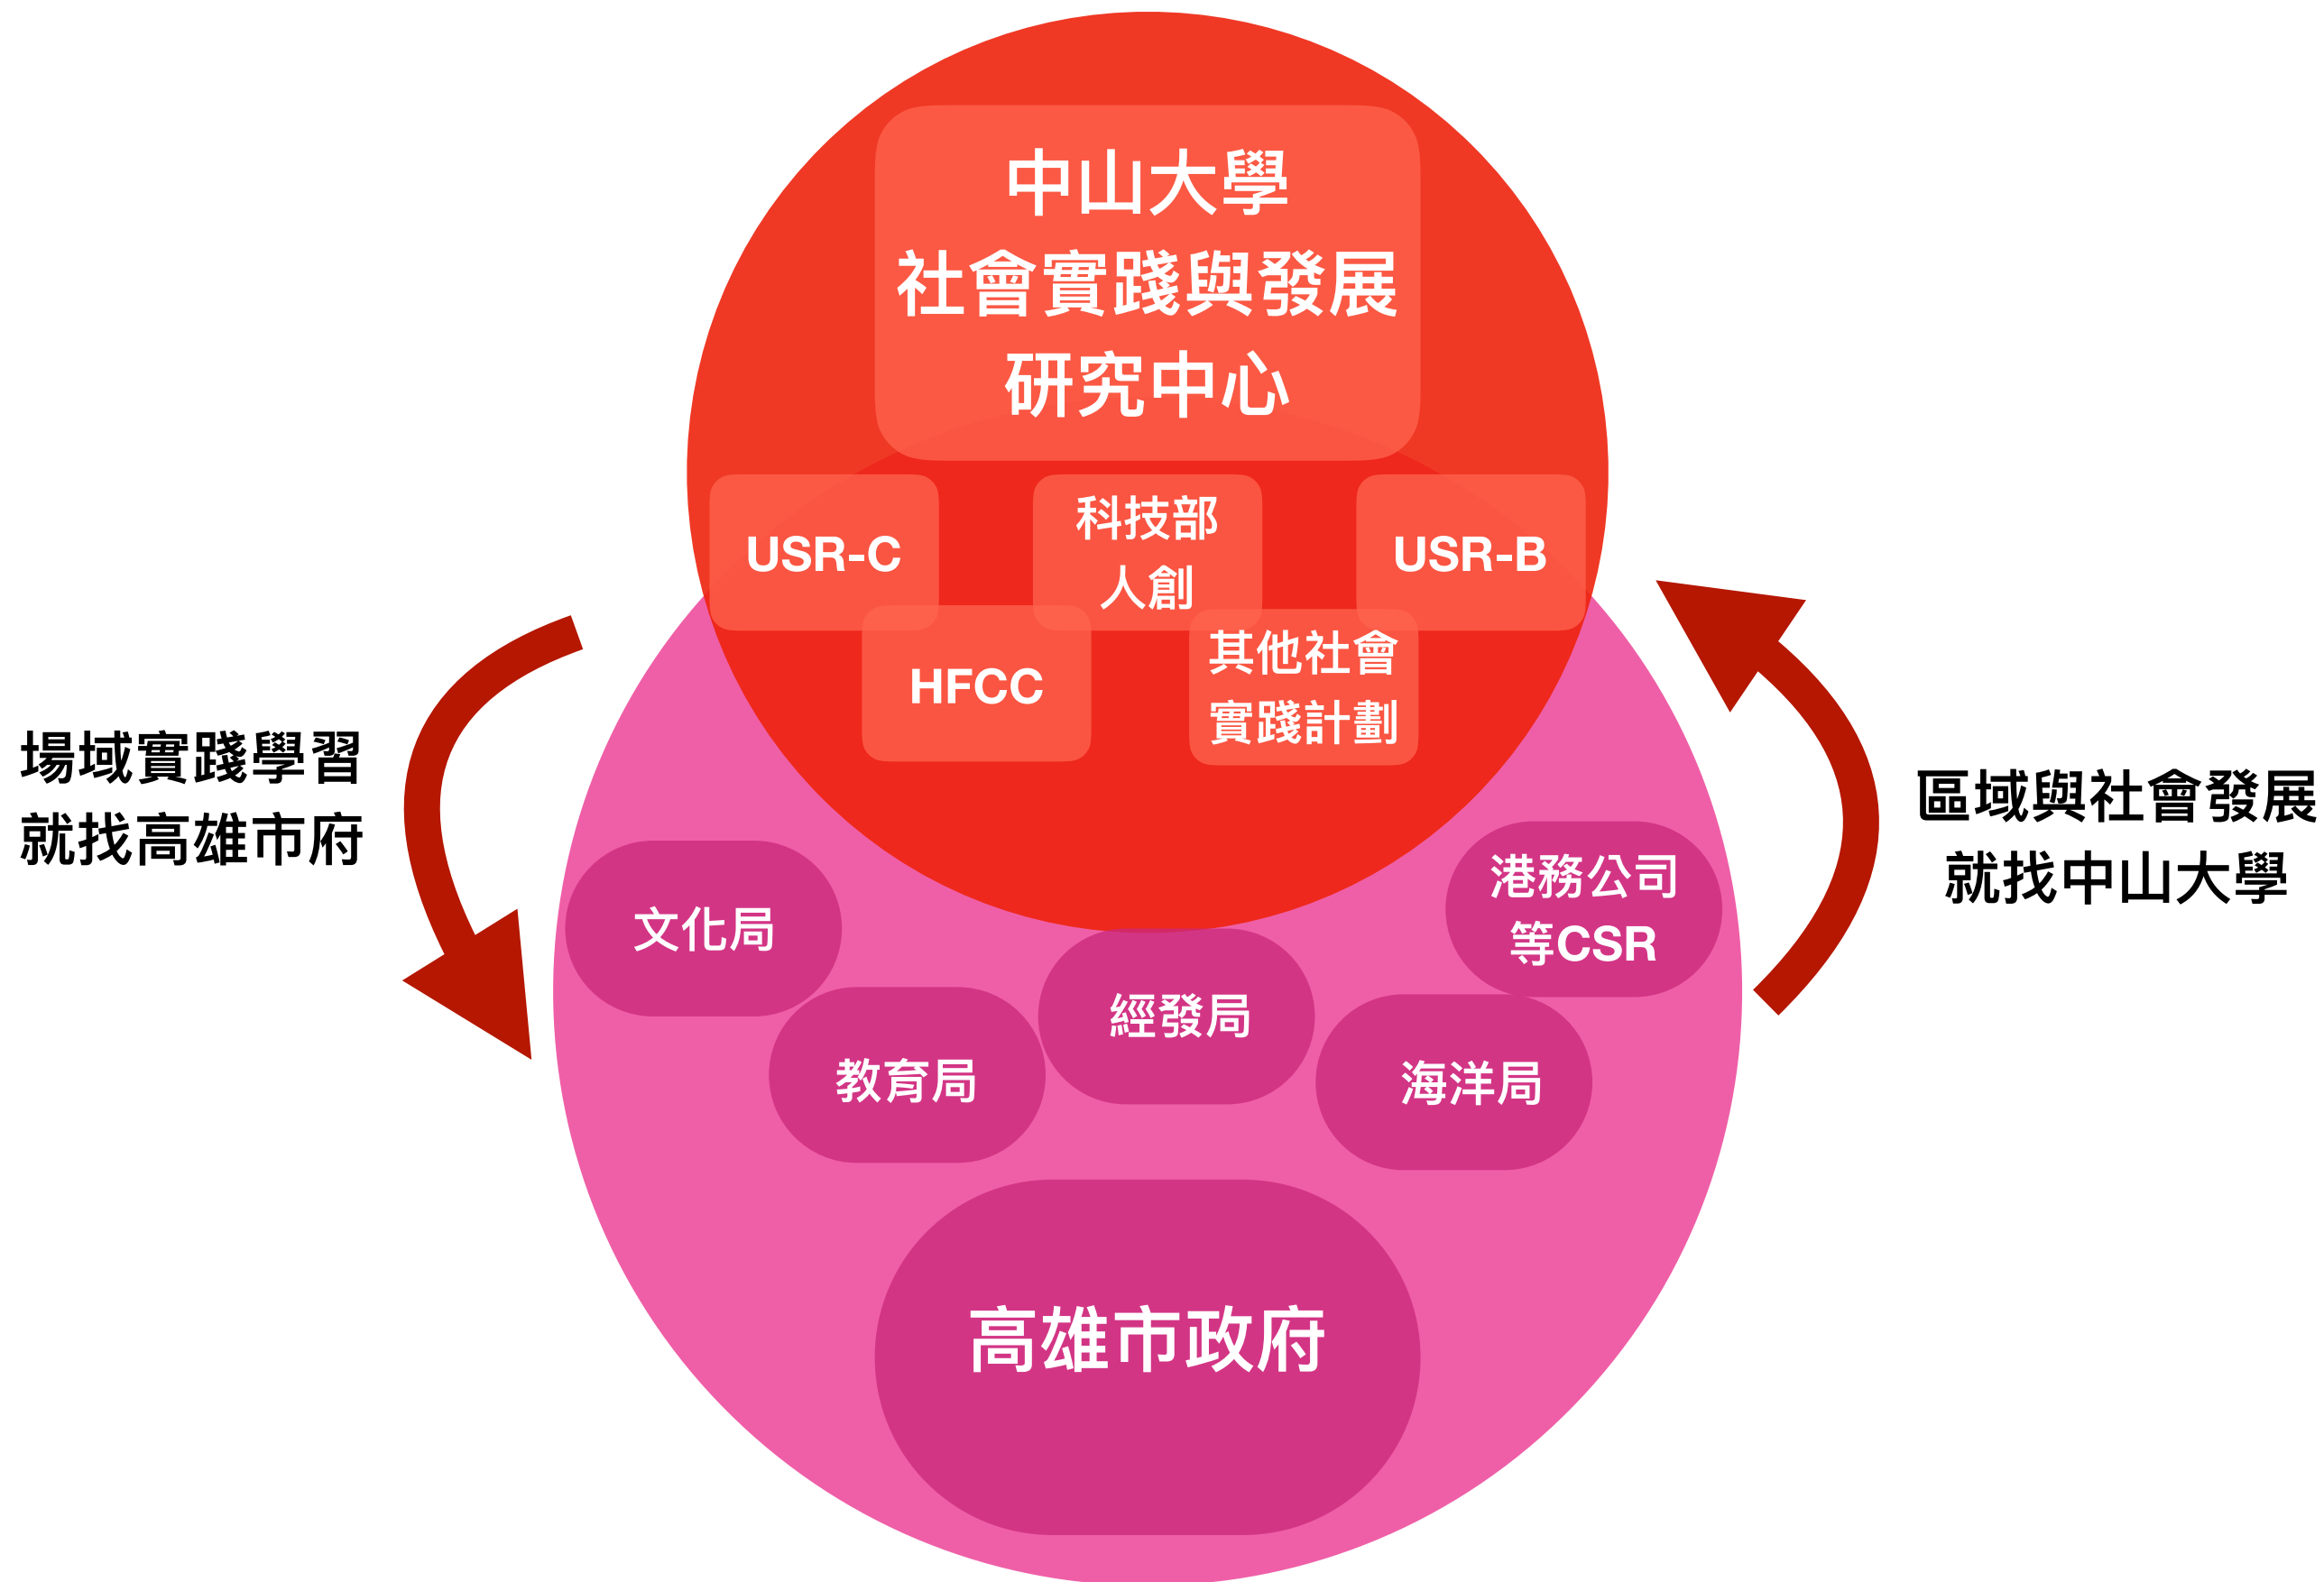 中山大學
社會實踐與發展
研究中心
USR-C
科技部
人創
USR-B
HFCC
其他社會
實踐計劃
場域實踐學習
就找高雄市府
區域與社會發展
就找中山大學
文化局
港務公司
等CSR
經發局
教育局
海洋局
高雄市政府